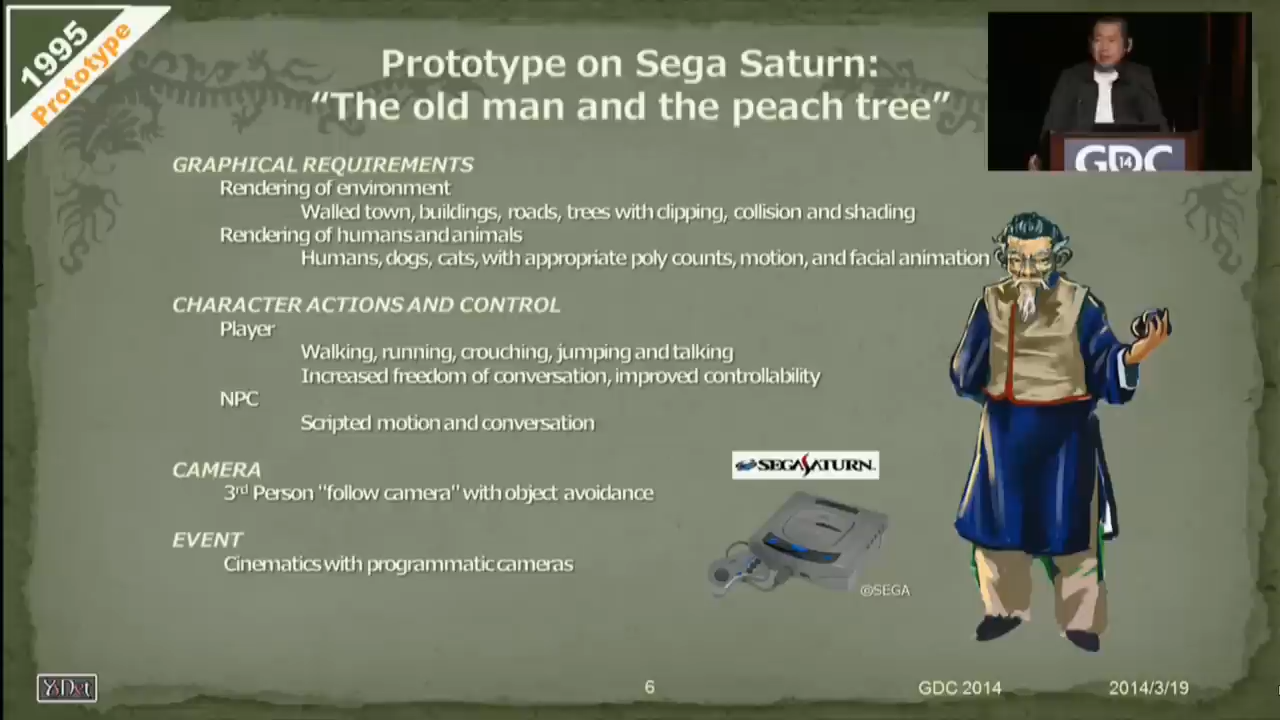 1995
Prototype
Prototype on Sega Saturn:
“The old man and the peach tree”
GRAPHICAL REQUIREMENTS
Rendering of environment
Walled town, buildings, roads, trees with clipping, collision and shading
Rendering of humans and animals
Humans, dogs, cats, with appropriate poly counts, motion, and facial animation
CHARACTER ACTIONS AND CONTROL
Player
Walking, running, crouching, jumping and talking
Increased freedom of conversation, improved controllability
NPC
Scripted motion and conversation
CAMERA
3rd Person "follow camera" with object avoidance
EVENT
Cinematics with programmatic cameras
SEGA SATURN
©SEGA
GDC 14
YsNet
6
GDC 2014
2014/3/19